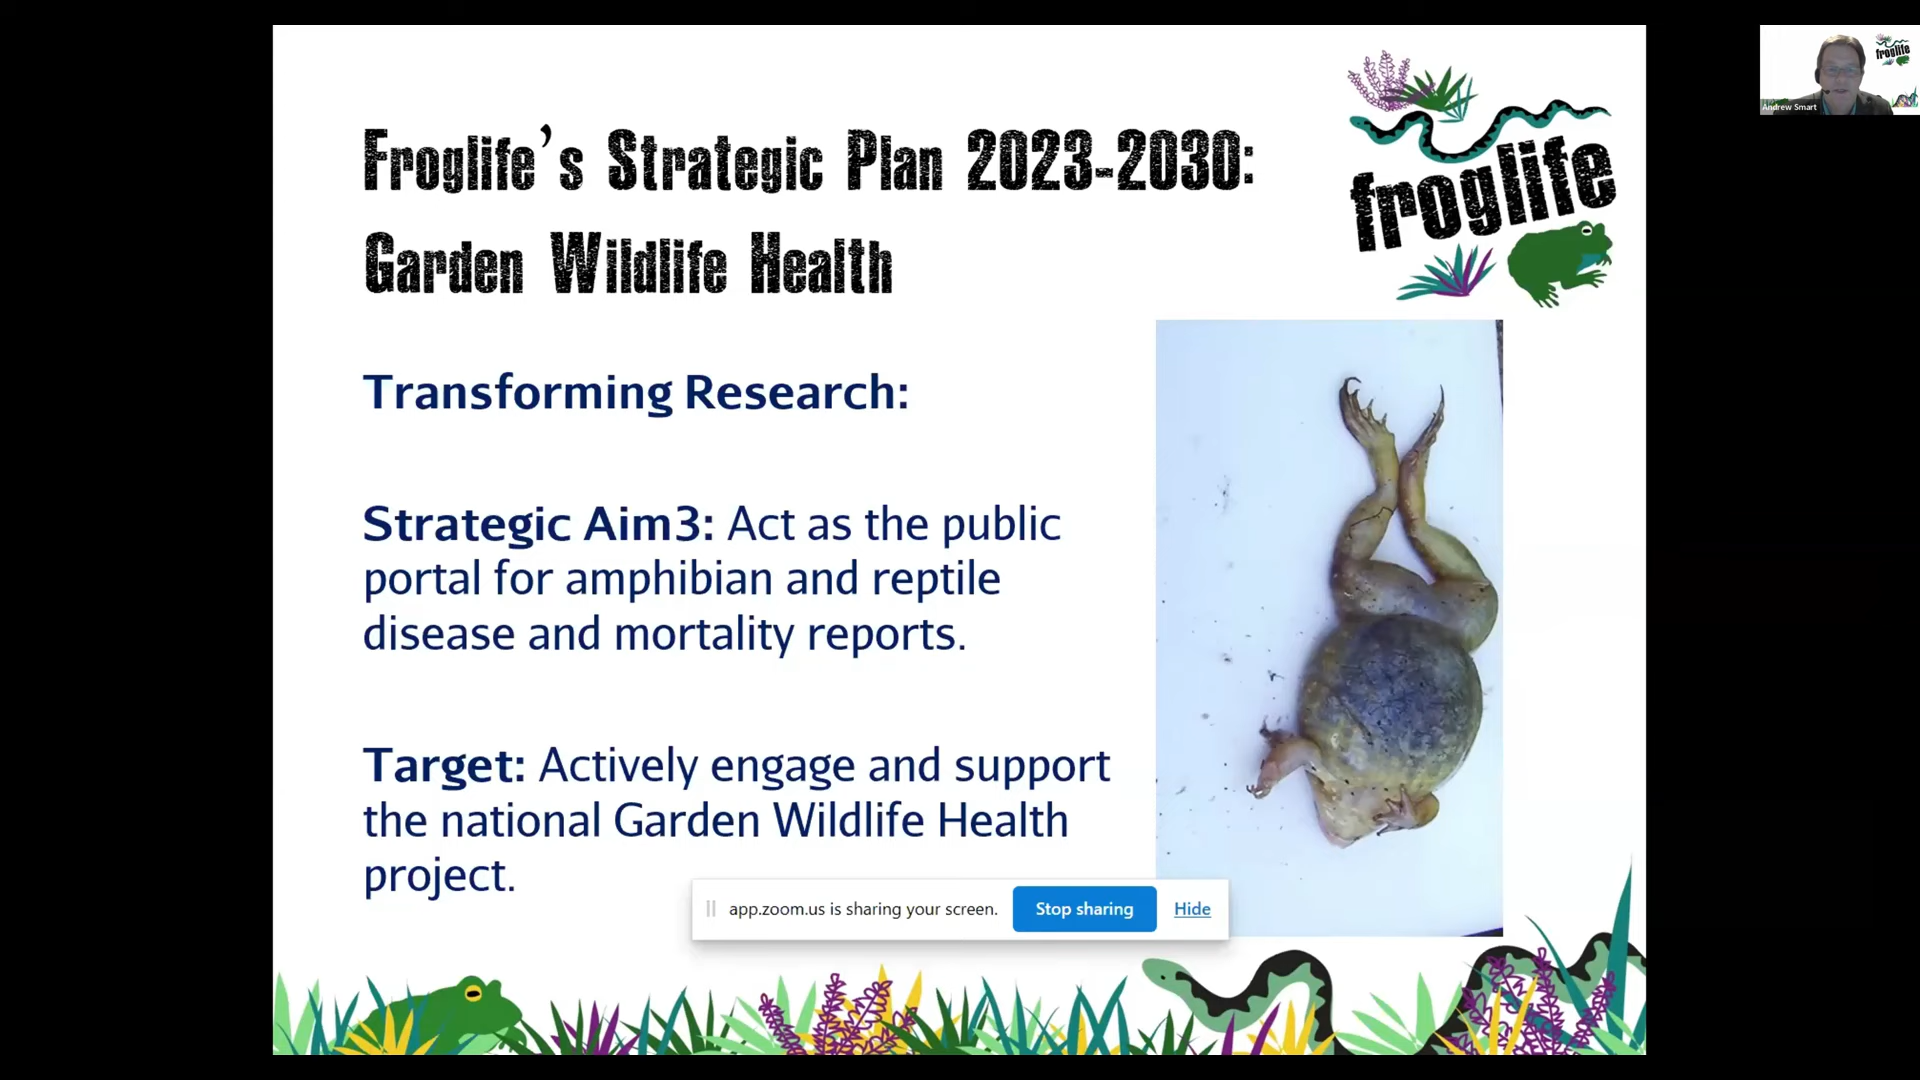 Froglife's Strategic Plan 2023-2030:
Garden Wildlife Health
froglife
froglife
Andrew Smart
Transforming Research:
Strategic Aim3: Act as the public
portal for amphibian and reptile
disease and mortality reports.
Target: Actively engage and support
the national Garden Wildlife Health
project.
app.zoom.us is sharing your screen.
Stop sharing
Hide